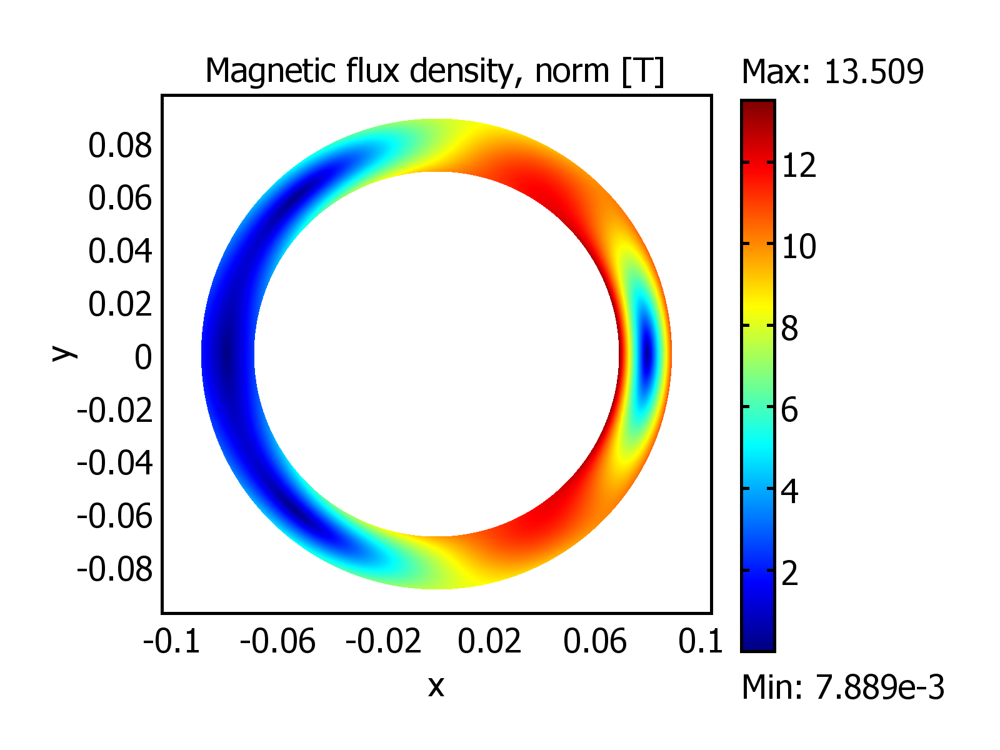 Magnetic flux density, norm [T]
Max: 13.509
0.08
0.06
0.04
0.02
0
-0.02
-0.04
-0.06
-0.08
y
12
10
8
6
4
2
-0.1 -0.06 -0.02 0.02 0.06 0.1
x
Min: 7.889e-3